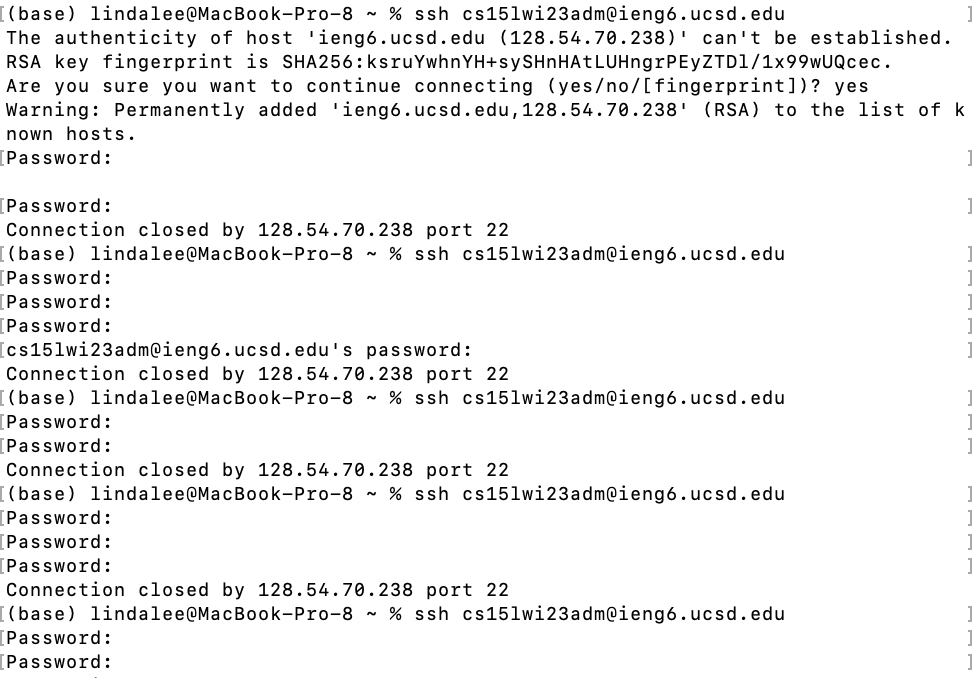 [(base) lindalee@MacBook-Pro-8 ~ % ssh cs15lwi23adm@ieng6.ucsd.edu ]
The authenticity of host 'ieng6.ucsd.edu (128.54.70.238)' can't be established.
RSA key fingerprint is SHA256:ksruYwhnYH+sySHnHAtLUHngrPEyZTDl/1x99wUQcec.
Are you sure you want to continue connecting (yes/no/[fingerprint])? yes
Warning: Permanently added 'ieng6.ucsd.edu,128.54.70.238' (RSA) to the list of k
nown hosts.
[Password: ]
[Password: ]
Connection closed by 128.54.70.238 port 22
[(base) lindalee@MacBook-Pro-8 ~ % ssh cs15lwi23adm@ieng6.ucsd.edu ]
[Password: ]
[Password: ]
[Password: ]
[cs15lwi23adm@ieng6.ucsd.edu's password: ]
Connection closed by 128.54.70.238 port 22
[(base) lindalee@MacBook-Pro-8 ~ % ssh cs15lwi23adm@ieng6.ucsd.edu ]
[Password: ]
[Password: ]
Connection closed by 128.54.70.238 port 22
[(base) lindalee@MacBook-Pro-8 ~ % ssh cs15lwi23adm@ieng6.ucsd.edu ]
[Password: ]
[Password: ]
[Password: ]
Connection closed by 128.54.70.238 port 22
[(base) lindalee@MacBook-Pro-8 ~ % ssh cs15lwi23adm@ieng6.ucsd.edu ]
[Password: ]
[Password: ]